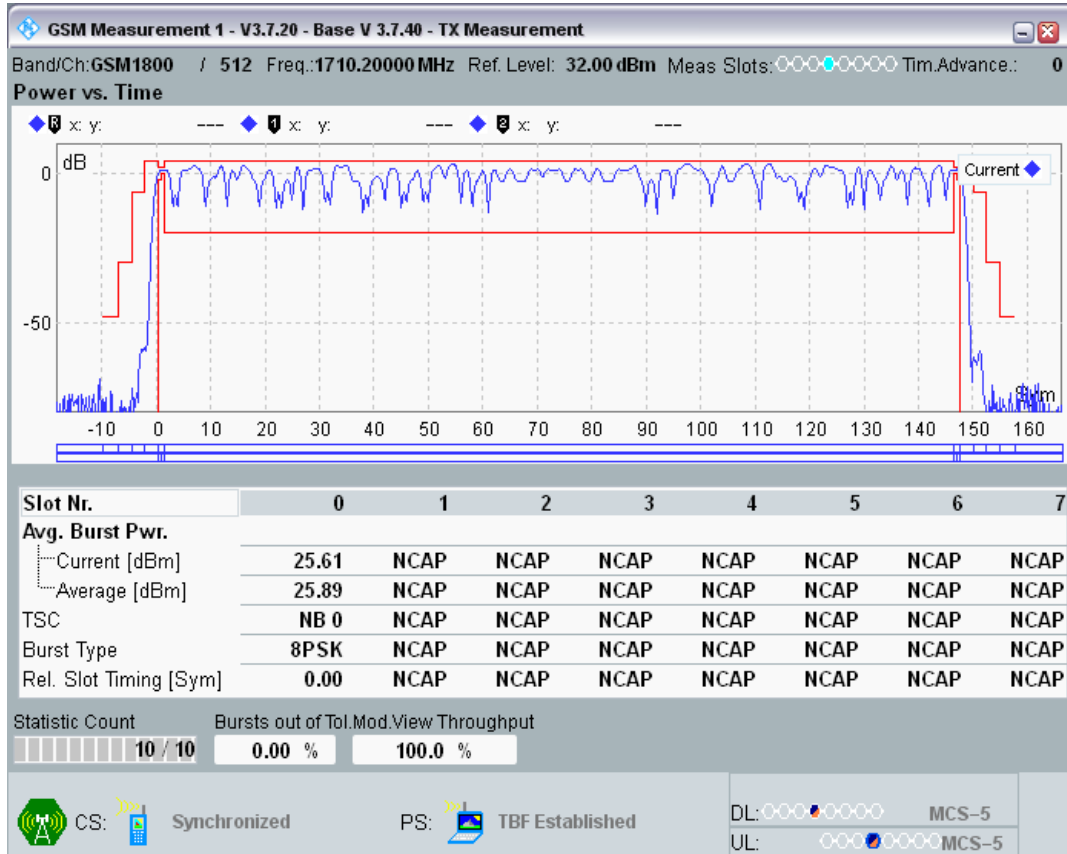 GSM Measurement 1 - V3.7.20 - Base V 3.7.40 - TX Measurement
Band/Ch:GSM1800 / 512 Freq.:1710.20000 MHz Ref. Level: 32.00 dBm Meas Slots: Tim.Advance.: 0
Power vs. Time
R x: y: --- 1 x: y: --- 2 x: y: ---
dB
Current
0
-50
-10 0 10 20 30 40 50 60 70 80 90 100 110 120 130 140 150 160
Slot Nr. 0 1 2 3 4 5 6 7
Avg. Burst Pwr.
Current [dBm] 25.61 NCAP NCAP NCAP NCAP NCAP NCAP NCAP
Average [dBm] 25.89 NCAP NCAP NCAP NCAP NCAP NCAP NCAP
TSC NB 0 NCAP NCAP NCAP NCAP NCAP NCAP NCAP
Burst Type 8PSK NCAP NCAP NCAP NCAP NCAP NCAP NCAP
Rel. Slot Timing [Sym] 0.00 NCAP NCAP NCAP NCAP NCAP NCAP NCAP
Statistic Count Bursts out of Tol. Mod.View Throughput
10 / 10 0.00 % 100.0 %
CS: Synchronized PS: TBF Established
DL: MCS-5
UL: MCS-5